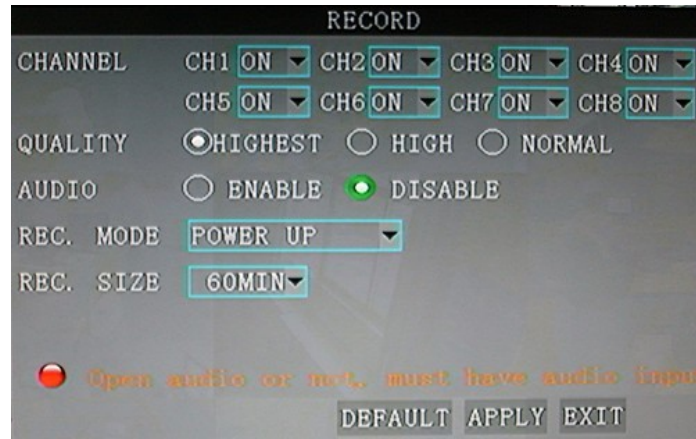 RECORD
CHANNEL CH1 ON CH2 ON CH3 ON CH4 ON
CH5 ON CH6 ON CH7 ON CH8 ON
QUALITY HIGHEST HIGH NORMAL
AUDIO ENABLE DISABLE
REC. MODE POWER UP
REC. SIZE 60MIN
Open audio or not, must have audio inpu
DEFAULT APPLY EXIT